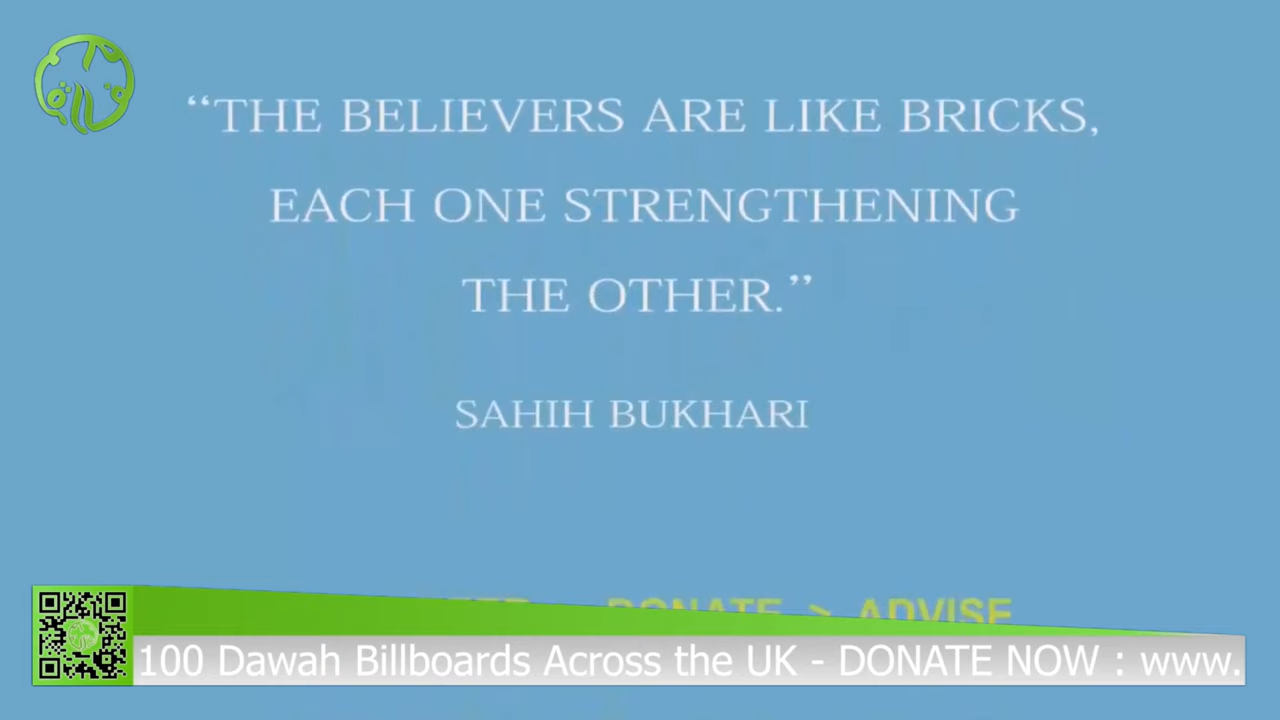 “THE BELIEVERS ARE LIKE BRICKS,
EACH ONE STRENGTHENING
THE OTHER.”
SAHIH BUKHARI
DONATE > ADVISE
100 Dawah Billboards Across the UK - DONATE NOW : www.